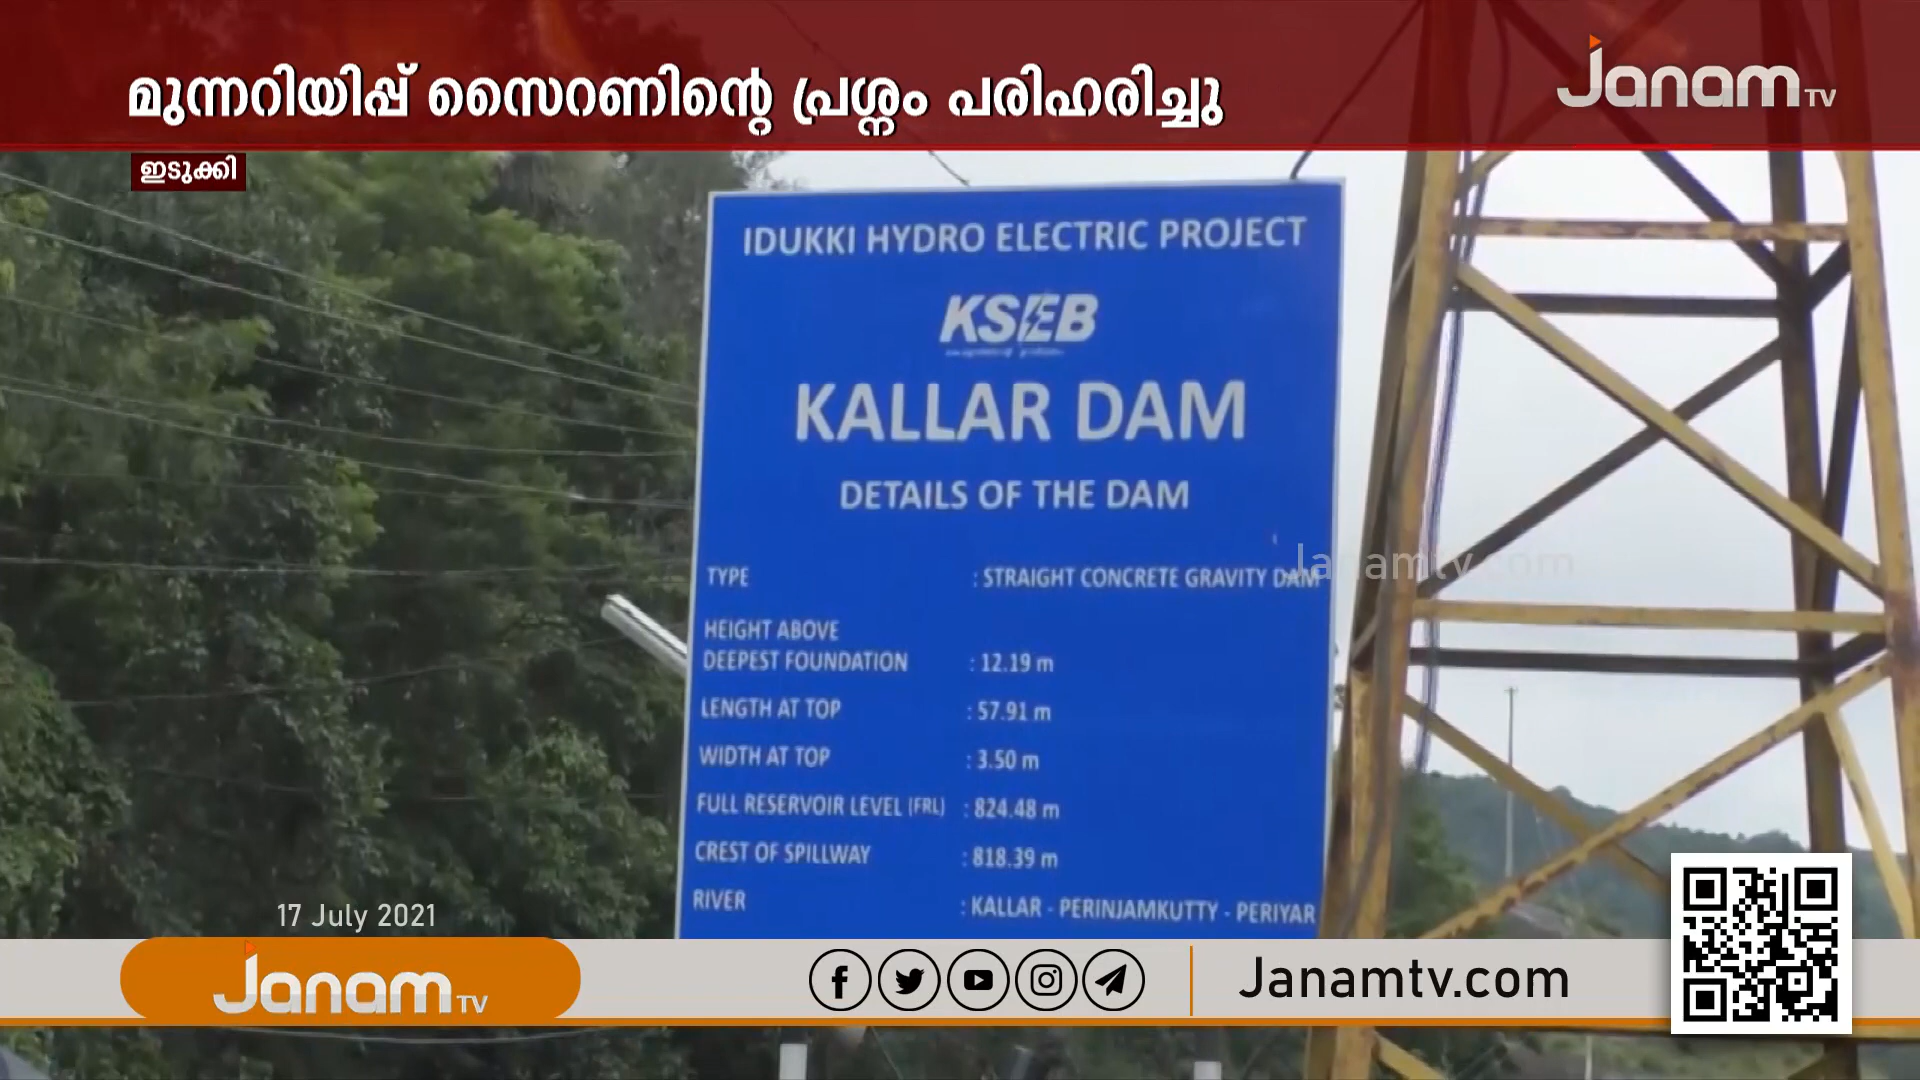 മുന്നറിയിപ്പ് സൈറണിന്റെ പ്രശ്നം പരിഹരിച്ചു
Janam TV
ഇടുക്കി
IDUKKI HYDRO ELECTRIC PROJECT
KSEB
KALLAR DAM
DETAILS OF THE DAM
TYPE : STRAIGHT CONCRETE GRAVITY DAM
Janamtv.com
HEIGHT ABOVE
DEEPEST FOUNDATION : 12.19 m
LENGTH AT TOP : 57.91 m
WIDTH AT TOP : 3.50 m
FULL RESERVOIR LEVEL (FRL) : 824.48 m
CREST OF SPILLWAY : 818.39 m
RIVER : KALLAR - PERINJAMKUTTY - PERIYAR
17 July 2021
Janam TV
Janamtv.com